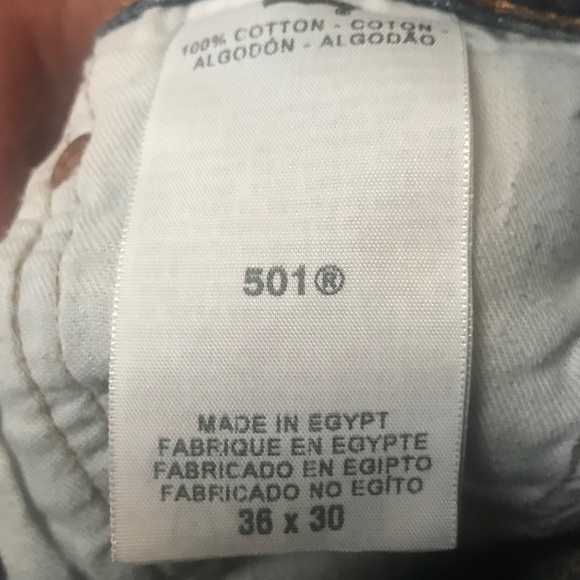 100% COTTON - COTON -
ALGODÓN - ALGODÃO
501®
MADE IN EGYPT
FABRIQUE EN EGYPTE
FABRICADO EN EGIPTO
FABRICADO NO EGÍTO
36 x 30